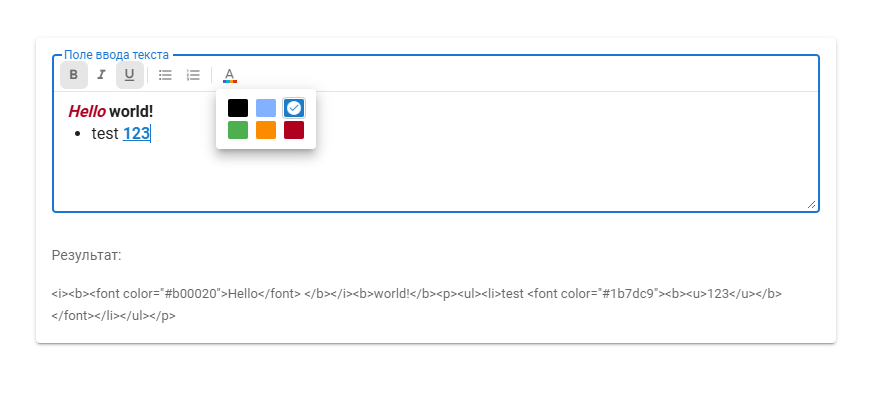 Поле ввода текста
B I U A
Hello world!
• test 123
Результат:
<i><b><font color="#b00020">Hello</font> </b></i><b>world!</b><p><ul><li>test <font color="#1b7dc9"><b><u>123</u></b>
</font></li></ul></p>